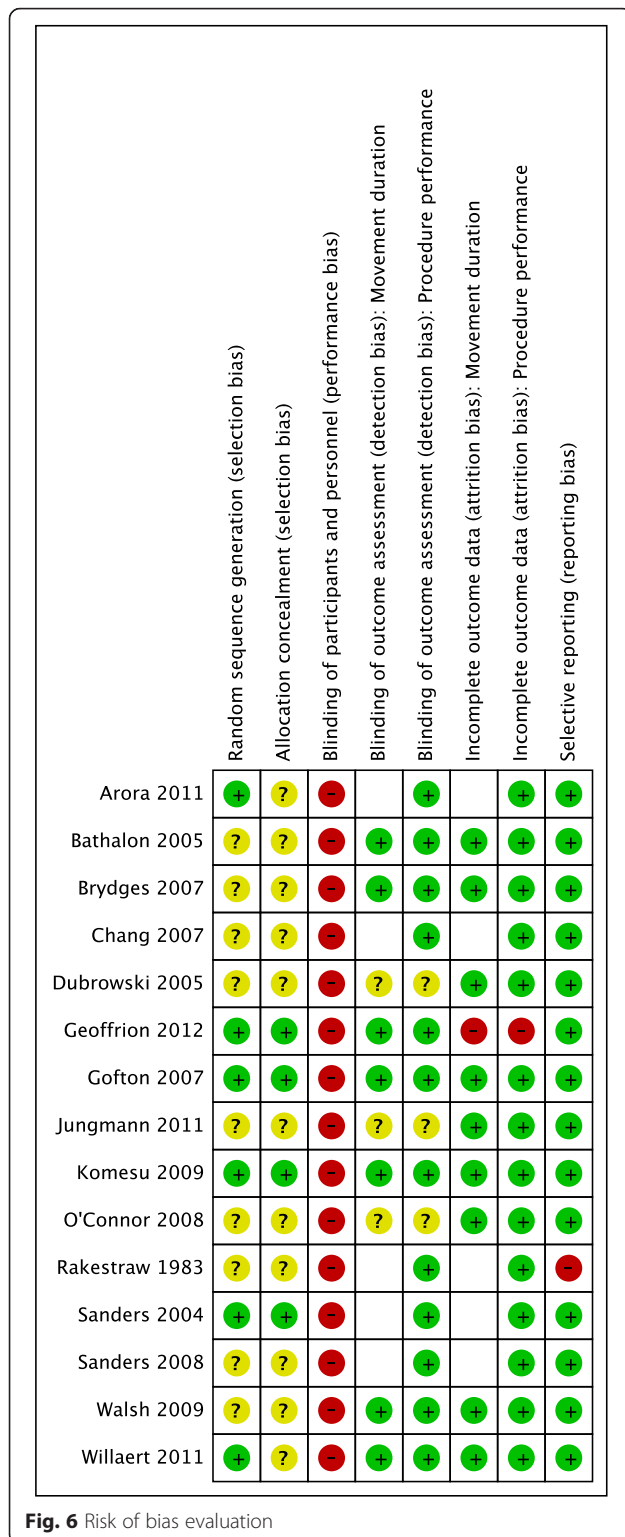 Random sequence generation (selection bias)
Allocation concealment (selection bias)
Blinding of participants and personnel (performance bias)
Blinding of outcome assessment (detection bias): Movement duration
Blinding of outcome assessment (detection bias): Procedure performance
Incomplete outcome data (attrition bias): Movement duration
Incomplete outcome data (attrition bias): Procedure performance
Selective reporting (reporting bias)
Arora 2011 + ? - + + +
Bathalon 2005 ? ? - + + + + +
Brydges 2007 ? ? - + + + + +
Chang 2007 ? ? - + + +
Dubrowski 2005 ? ? - ? ? + + +
Geoffrion 2012 + + - + + - - +
Gofton 2007 + + - + + + + +
Jungmann 2011 ? ? - ? ? + + +
Komesu 2009 + + - + + + + +
O'Connor 2008 ? ? - ? ? + + +
Rakestraw 1983 ? ? - + + -
Sanders 2004 + + - + + +
Sanders 2008 ? ? - + + +
Walsh 2009 ? ? - + + + + +
Willaert 2011 + ? - + + + + +
Fig. 6 Risk of bias evaluation